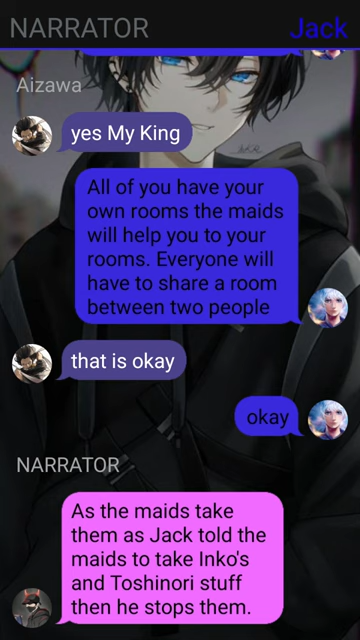 NARRATOR Jack
Aizawa
yes My King
All of you have your
own rooms the maids
will help you to your
rooms. Everyone will
have to share a room
between two people
that is okay
okay
NARRATOR
As the maids take
them as Jack told the
maids to take Inko's
and Toshinori stuff
then he stops them.